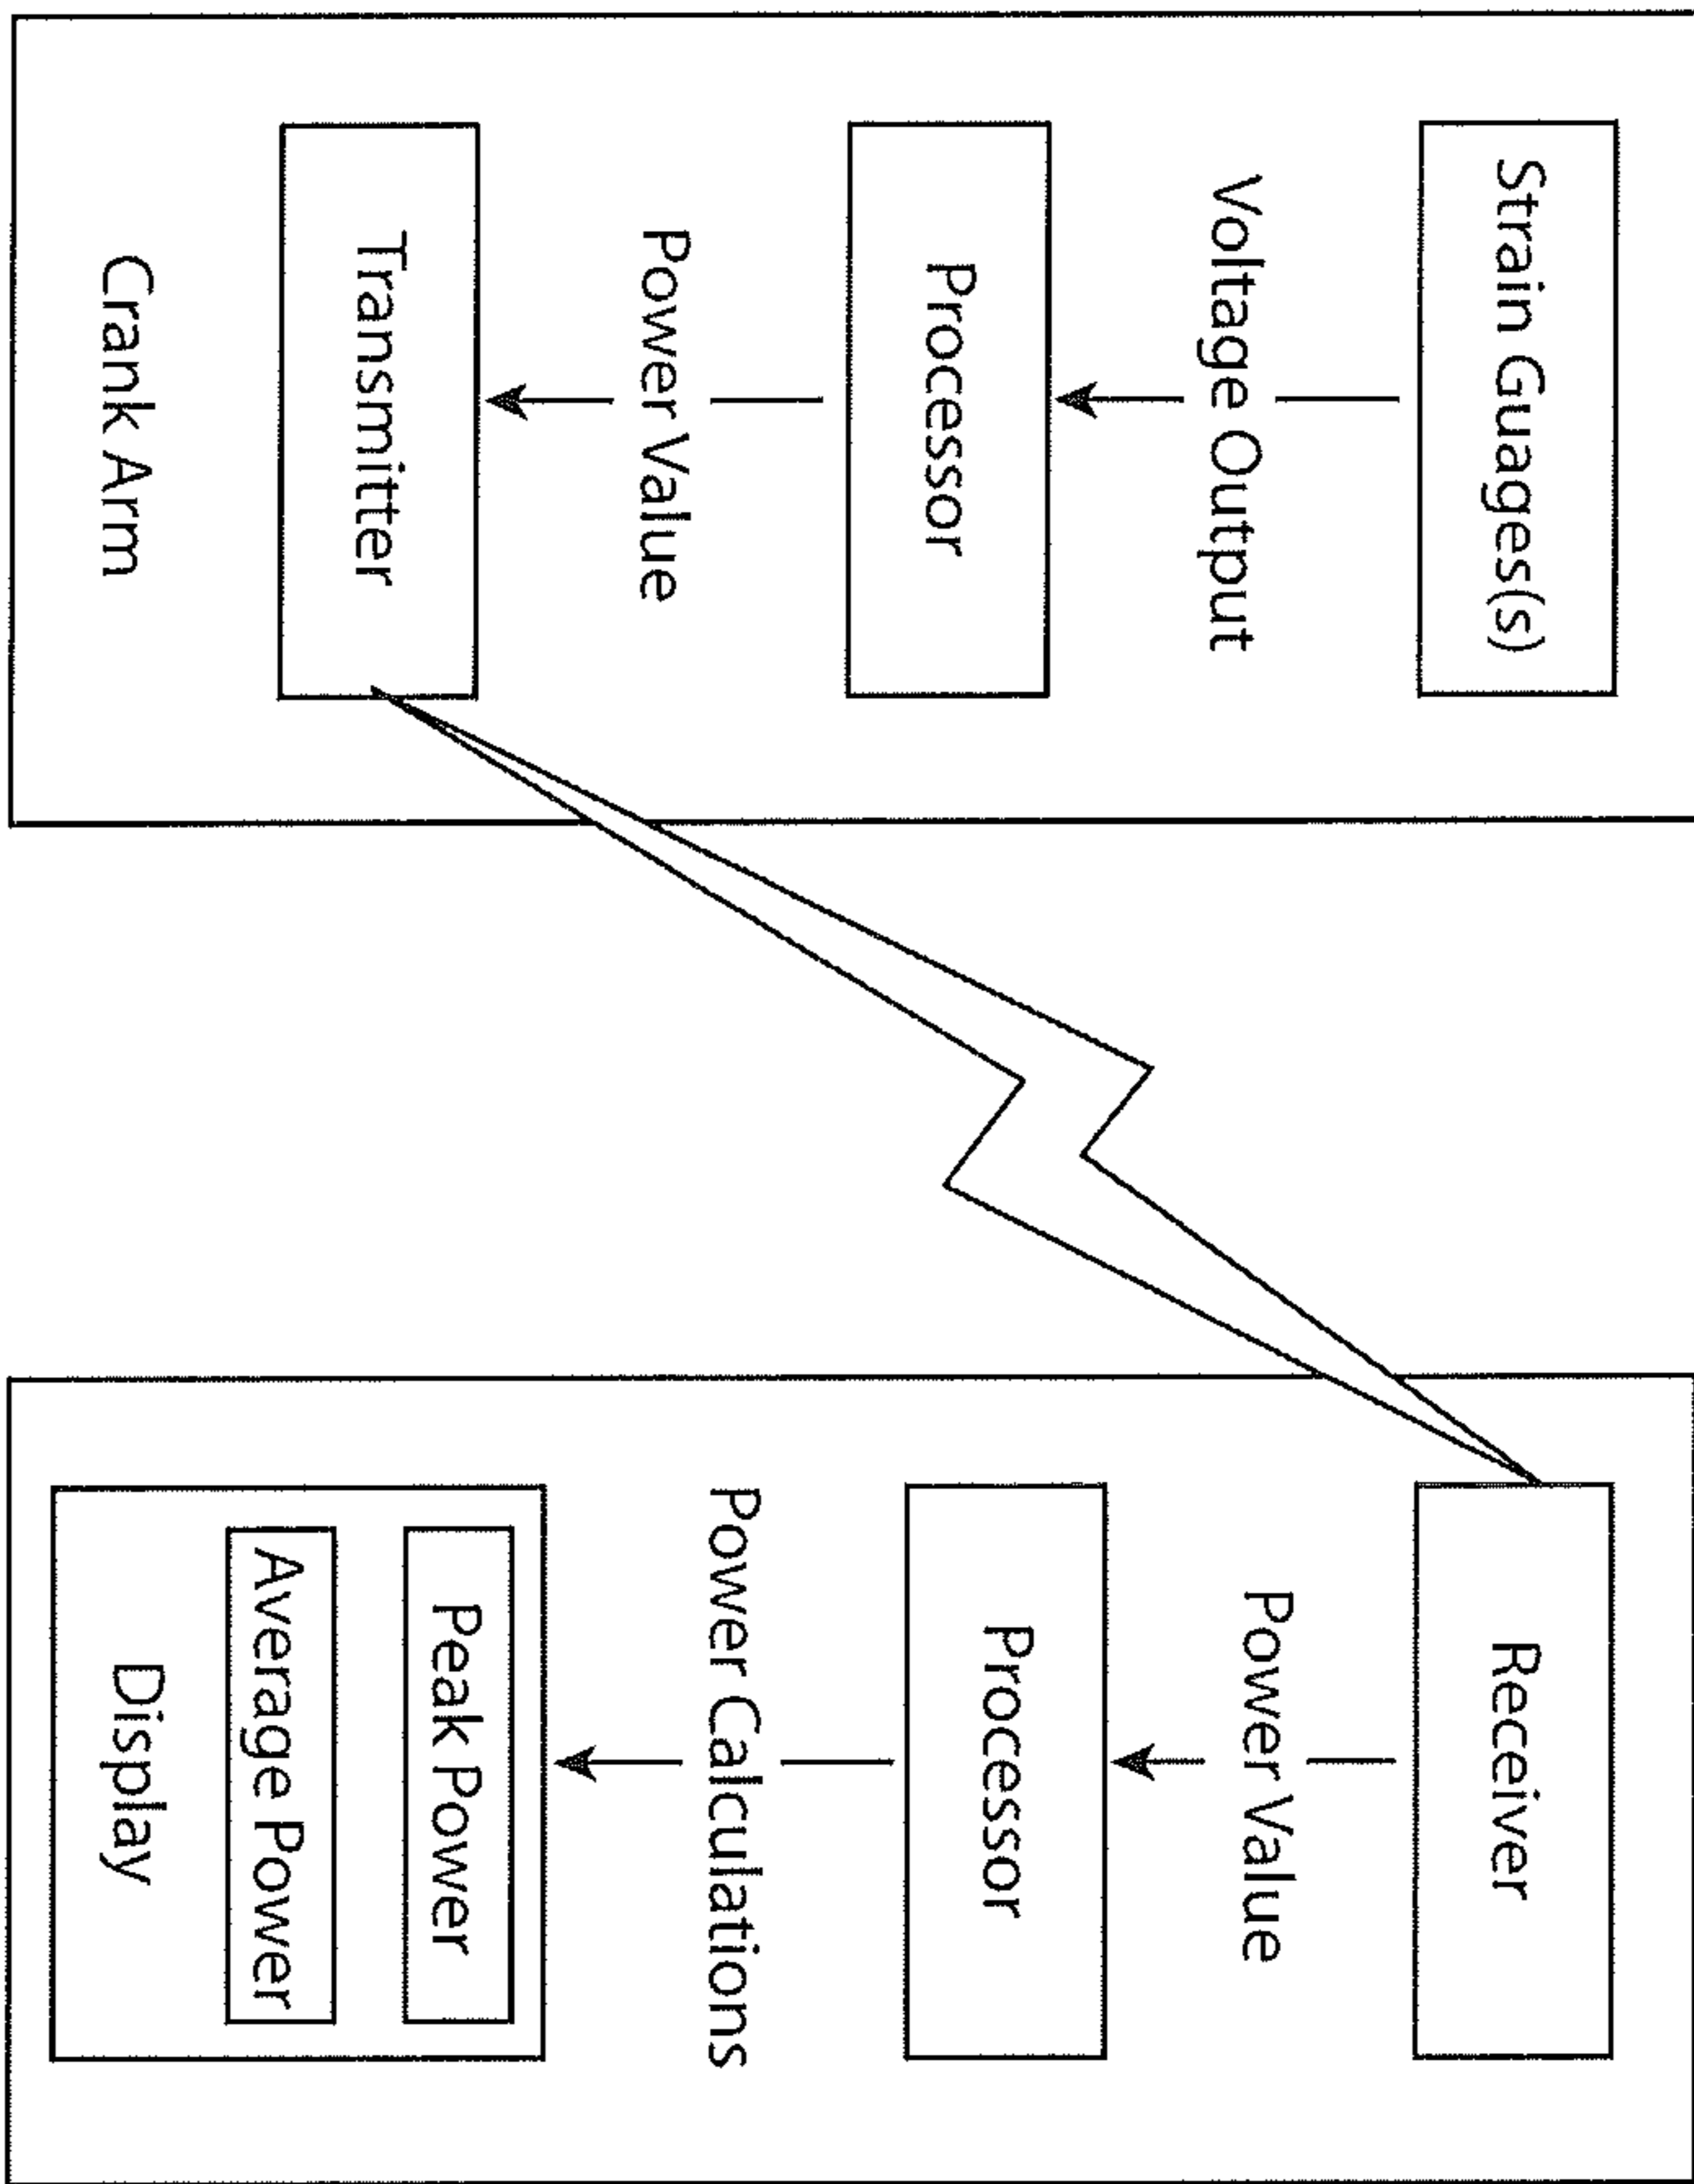 Strain Guages(s)
Voltage Output
Processor
Power Value
Transmitter
Crank Arm
Receiver
Power Value
Processor
Power Calculations
Peak Power
Average Power
Display